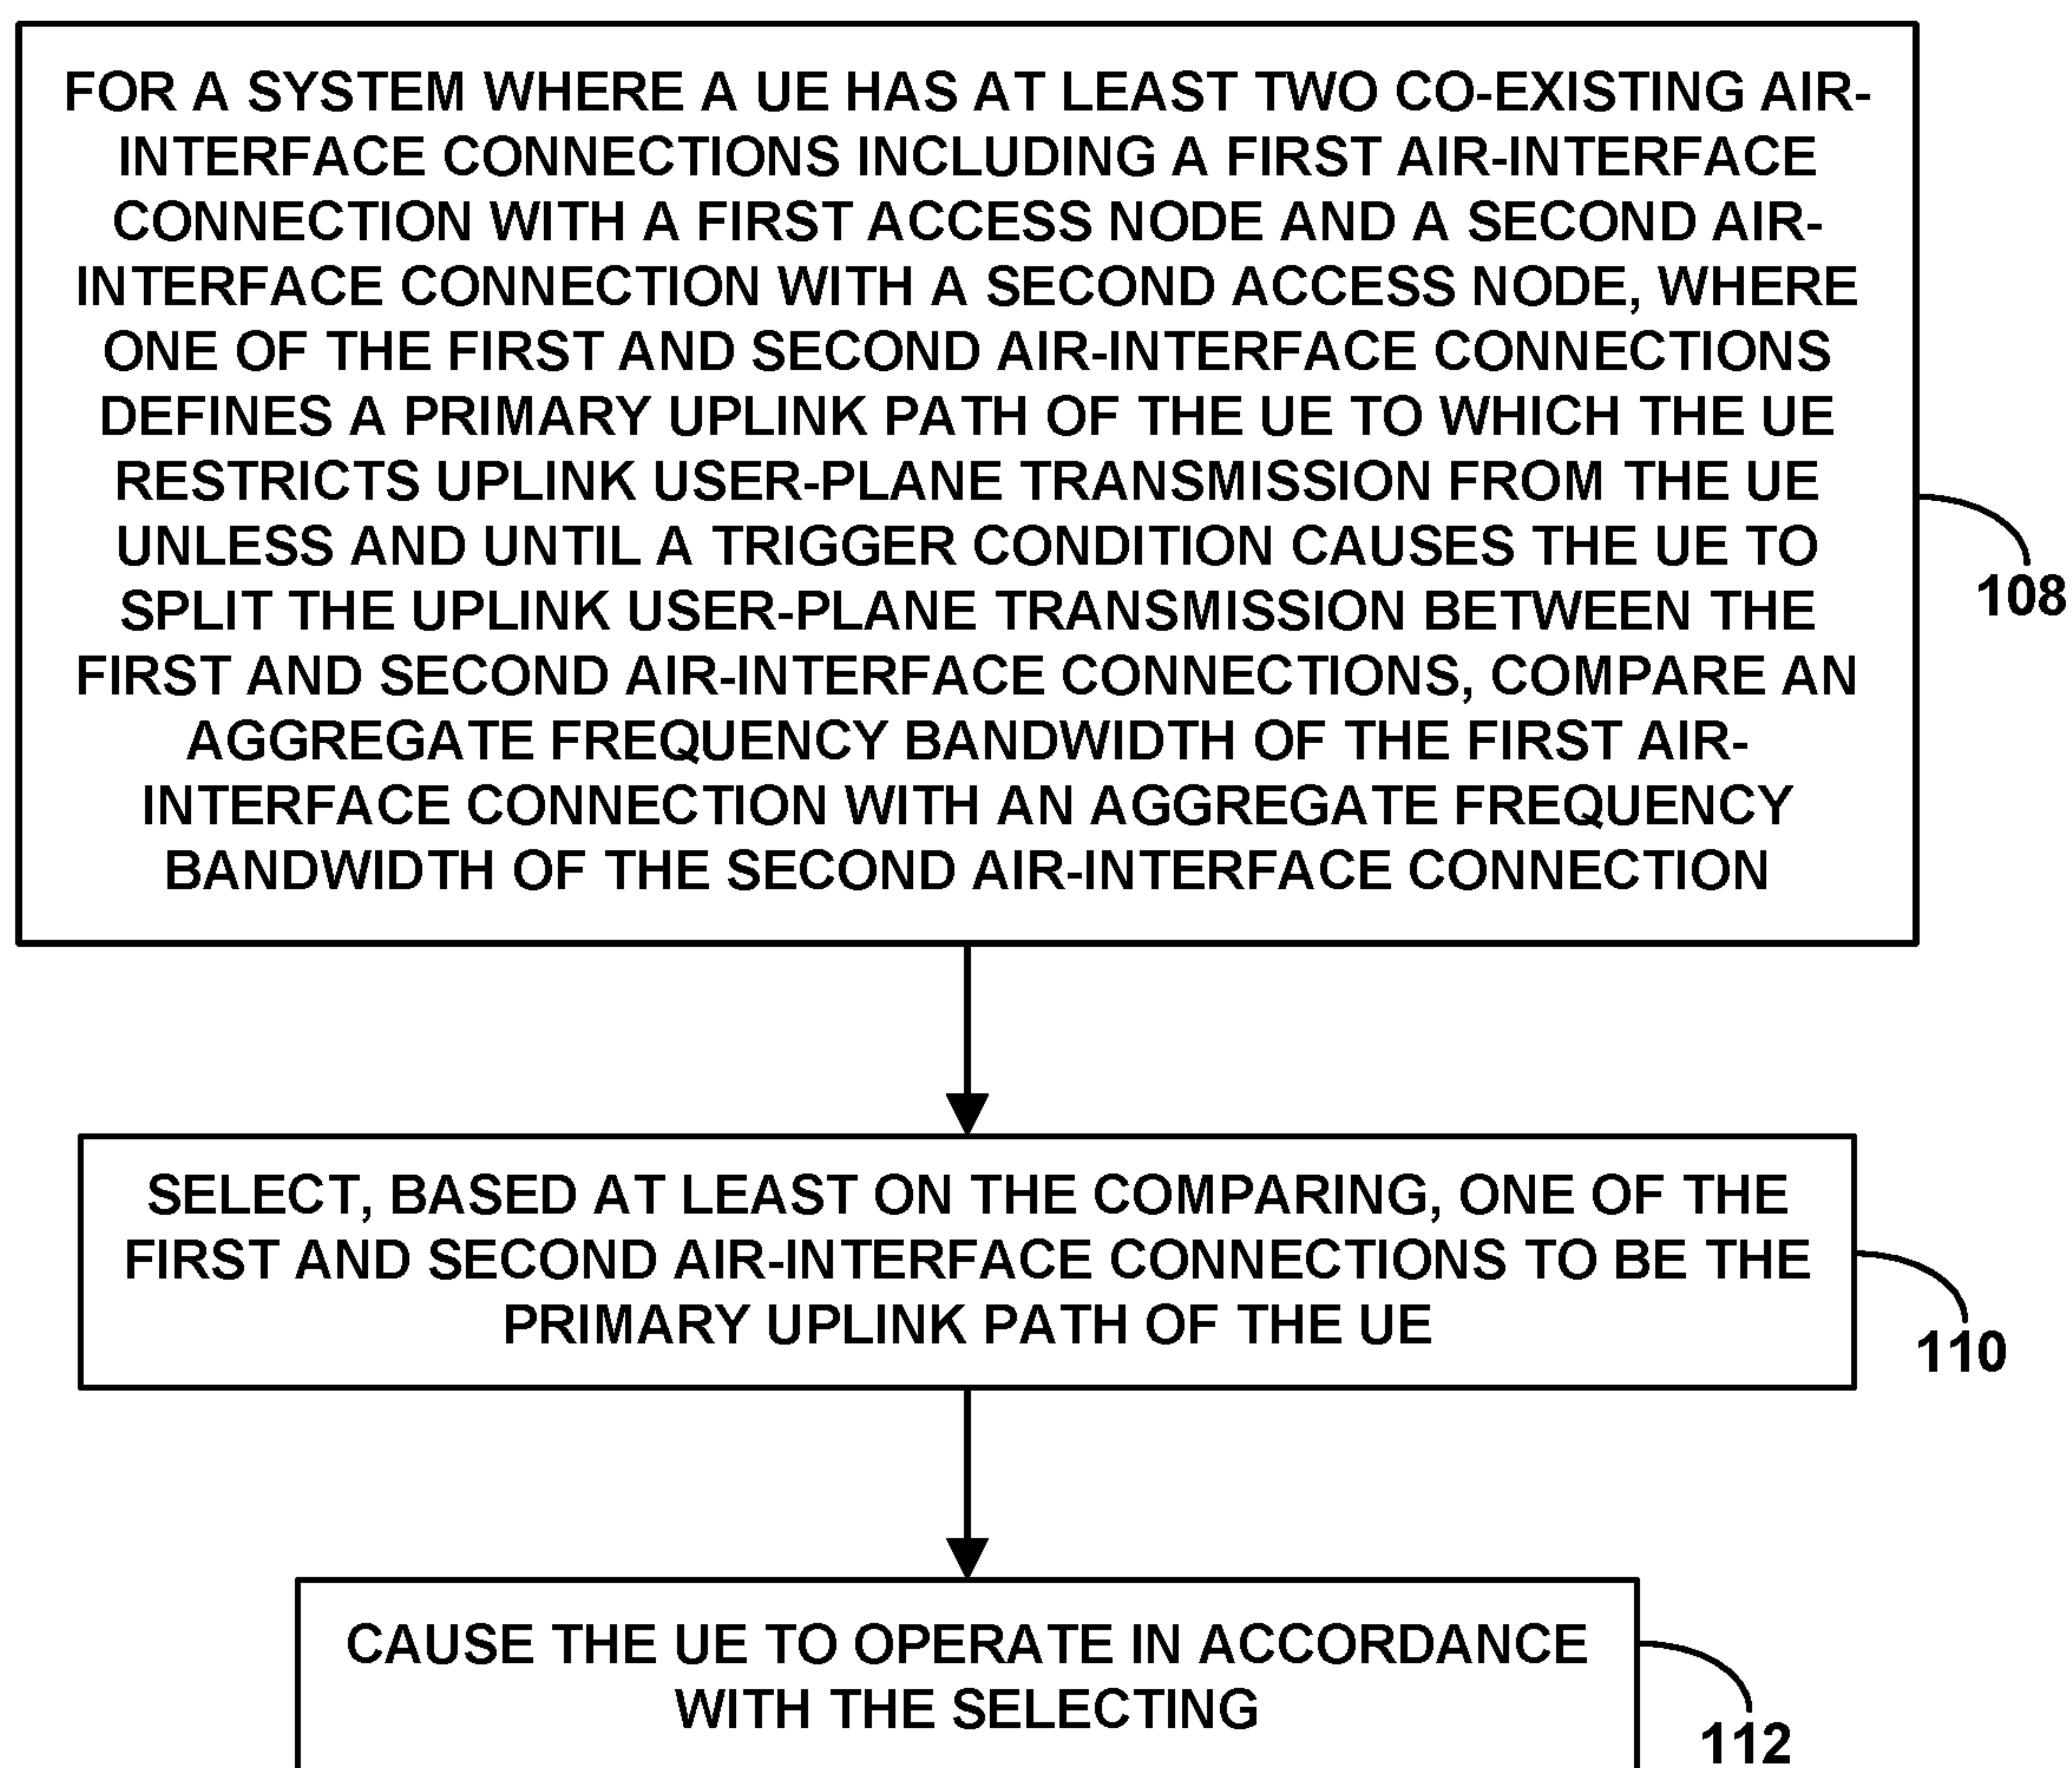 FOR A SYSTEM WHERE A UE HAS AT LEAST TWO CO-EXISTING AIR-
INTERFACE CONNECTIONS INCLUDING A FIRST AIR-INTERFACE
CONNECTION WITH A FIRST ACCESS NODE AND A SECOND AIR-
INTERFACE CONNECTION WITH A SECOND ACCESS NODE, WHERE
ONE OF THE FIRST AND SECOND AIR-INTERFACE CONNECTIONS
DEFINES A PRIMARY UPLINK PATH OF THE UE TO WHICH THE UE
RESTRICTS UPLINK USER-PLANE TRANSMISSION FROM THE UE
UNLESS AND UNTIL A TRIGGER CONDITION CAUSES THE UE TO
SPLIT THE UPLINK USER-PLANE TRANSMISSION BETWEEN THE
FIRST AND SECOND AIR-INTERFACE CONNECTIONS, COMPARE AN
AGGREGATE FREQUENCY BANDWIDTH OF THE FIRST AIR-
INTERFACE CONNECTION WITH AN AGGREGATE FREQUENCY
BANDWIDTH OF THE SECOND AIR-INTERFACE CONNECTION
108
SELECT, BASED AT LEAST ON THE COMPARING, ONE OF THE
FIRST AND SECOND AIR-INTERFACE CONNECTIONS TO BE THE
PRIMARY UPLINK PATH OF THE UE
110
CAUSE THE UE TO OPERATE IN ACCORDANCE
WITH THE SELECTING
112